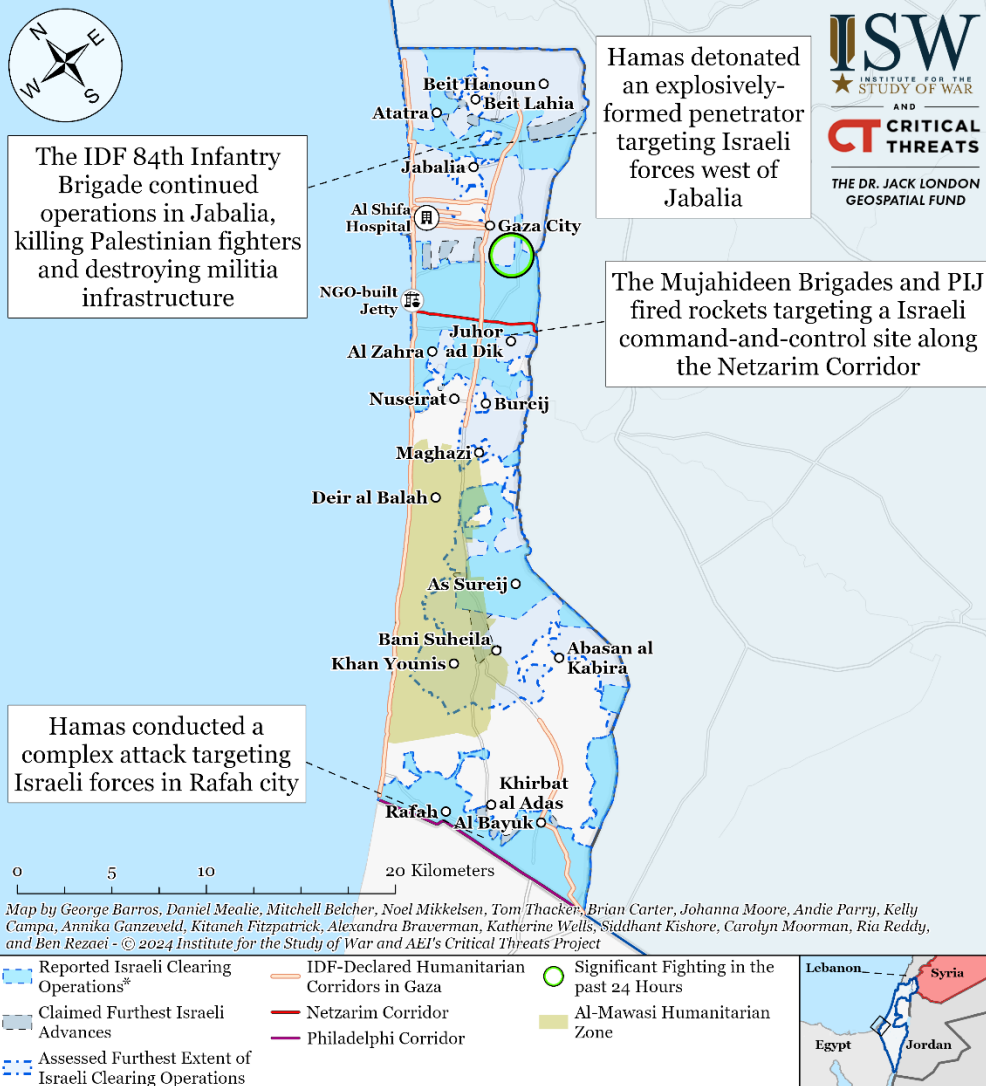 N
E
W
S
ISW
INSTITUTE FOR THE
STUDY OF WAR
AND
CT CRITICAL
THREATS
THE DR. JACK LONDON
GEOSPATIAL FUND
Hamas detonated
an explosively-
formed penetrator
targeting Israeli
forces west of
Jabalia
The IDF 84th Infantry
Brigade continued
operations in Jabalia,
killing Palestinian fighters
and destroying militia
infrastructure
The Mujahideen Brigades and PIJ
fired rockets targeting a Israeli
command-and-control site along
the Netzarim Corridor
Hamas conducted a
complex attack targeting
Israeli forces in Rafah city
Beit Hanoun
Beit Lahia
Atatra
Jabalia
Al Shifa
Hospital
Gaza City
NGO-built
Jetty
Juhor
ad Dik
Al Zahra
Nuseirat
Bureij
Maghazi
Deir al Balah
As Sureij
Bani Suheila
Khan Younis
Abasan al
Kabira
Khirbat
al Adas
Rafah
Al Bayuk
0 5 10 20 Kilometers
Map by George Barros, Daniel Mealie, Mitchell Belcher, Noel Mikkelsen, Tom Thacker, Brian Carter, Johanna Moore, Andie Parry, Kelly
Campa, Annika Ganzeveld, Kitaneh Fitzpatrick, Alexandra Braverman, Katherine Wells, Siddhant Kishore, Carolyn Moorman, Ria Reddy,
and Ben Rezaei - © 2024 Institute for the Study of War and AEI's Critical Threats Project
Reported Israeli Clearing
Operations*
Claimed Furthest Israeli
Advances
Assessed Furthest Extent of
Israeli Clearing Operations
IDF-Declared Humanitarian
Corridors in Gaza
Netzarim Corridor
Philadelphi Corridor
Significant Fighting in the
past 24 Hours
Al-Mawasi Humanitarian
Zone
Lebanon
Syria
Egypt
Jordan